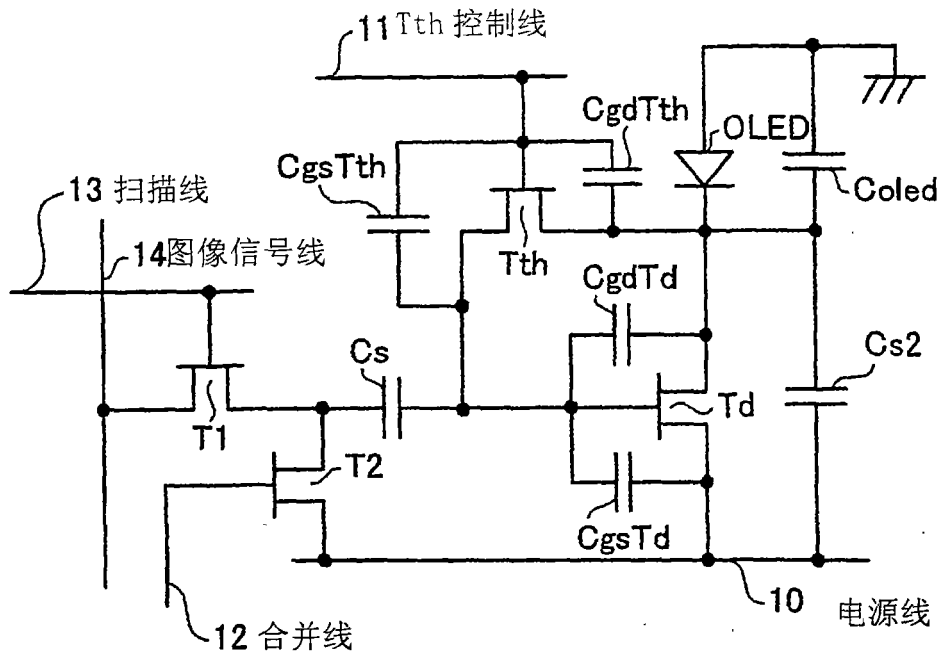 11 Tth 控制线
CgdTth
OLED
CgsTth
Coled
13 扫描线
14图像信号线
Tth
CgdTd
Cs
Cs2
Td
T1
T2
CgsTd
10
电源线
12 合并线